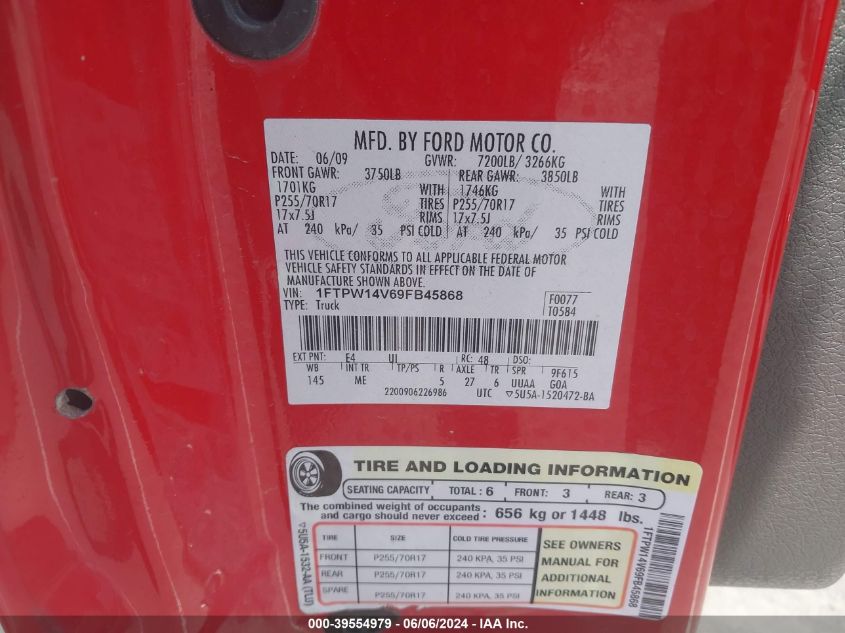 MFD. BY FORD MOTOR CO.
DATE: 06/09 GVWR: 7200LB/ 3266KG
FRONT GAWR: 3750LB REAR GAWR: 3850LB
1701KG WITH 1746KG WITH
P255/70R17 TIRES P255/70R17 TIRES
17x7.5J RIMS 17x7.5J RIMS
AT 240 kPa/ 35 PSI COLD AT 240 kPa/ 35 PSI COLD
THIS VEHICLE CONFORMS TO ALL APPLICABLE FEDERAL MOTOR
VEHICLE SAFETY STANDARDS IN EFFECT ON THE DATE OF
MANUFACTURE SHOWN ABOVE.
VIN: 1FTPW14V69FB45868 F0077
TYPE: Truck T0584
EXT PNT: E4 UI RC: 48 DSO:
WB INT TR TP/PS R AXLE TR SPR 9F615
145 ME 5 27 6 UUAA GOA
2200906226986 UTC ▽5U5A-1520472-BA
TIRE AND LOADING INFORMATION
SEATING CAPACITY TOTAL: 6 FRONT: 3 REAR: 3
The combined weight of occupants
and cargo should never exceed: 656 kg or 1448 lbs.
TIRE SIZE COLD TIRE PRESSURE
FRONT P255/70R17 240 KPA, 35 PSI
REAR P255/70R17 240 KPA, 35 PSI
SPARE P255/70R17 240 KPA, 35 PSI
SEE OWNERS
MANUAL FOR
ADDITIONAL
INFORMATION
▽5U5A-1532-AA (TLU)
1FTPW14V69FB45868
000-39554979 - 06/06/2024 - IAA Inc.